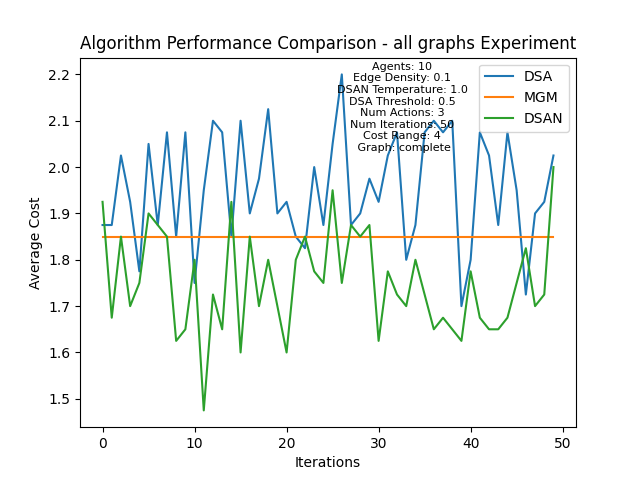 Algorithm Performance Comparison - all graphs Experiment
Agents: 10
Edge Density: 0.1
DSAN Temperature: 1.0
DSA Threshold: 0.5
Num Actions: 3
Num Iterations: 50
Cost Range: 4
Graph: complete
DSA
MGM
DSAN
Average Cost
2.2
2.1
2.0
1.9
1.8
1.7
1.6
1.5
0
10
20
30
40
50
Iterations